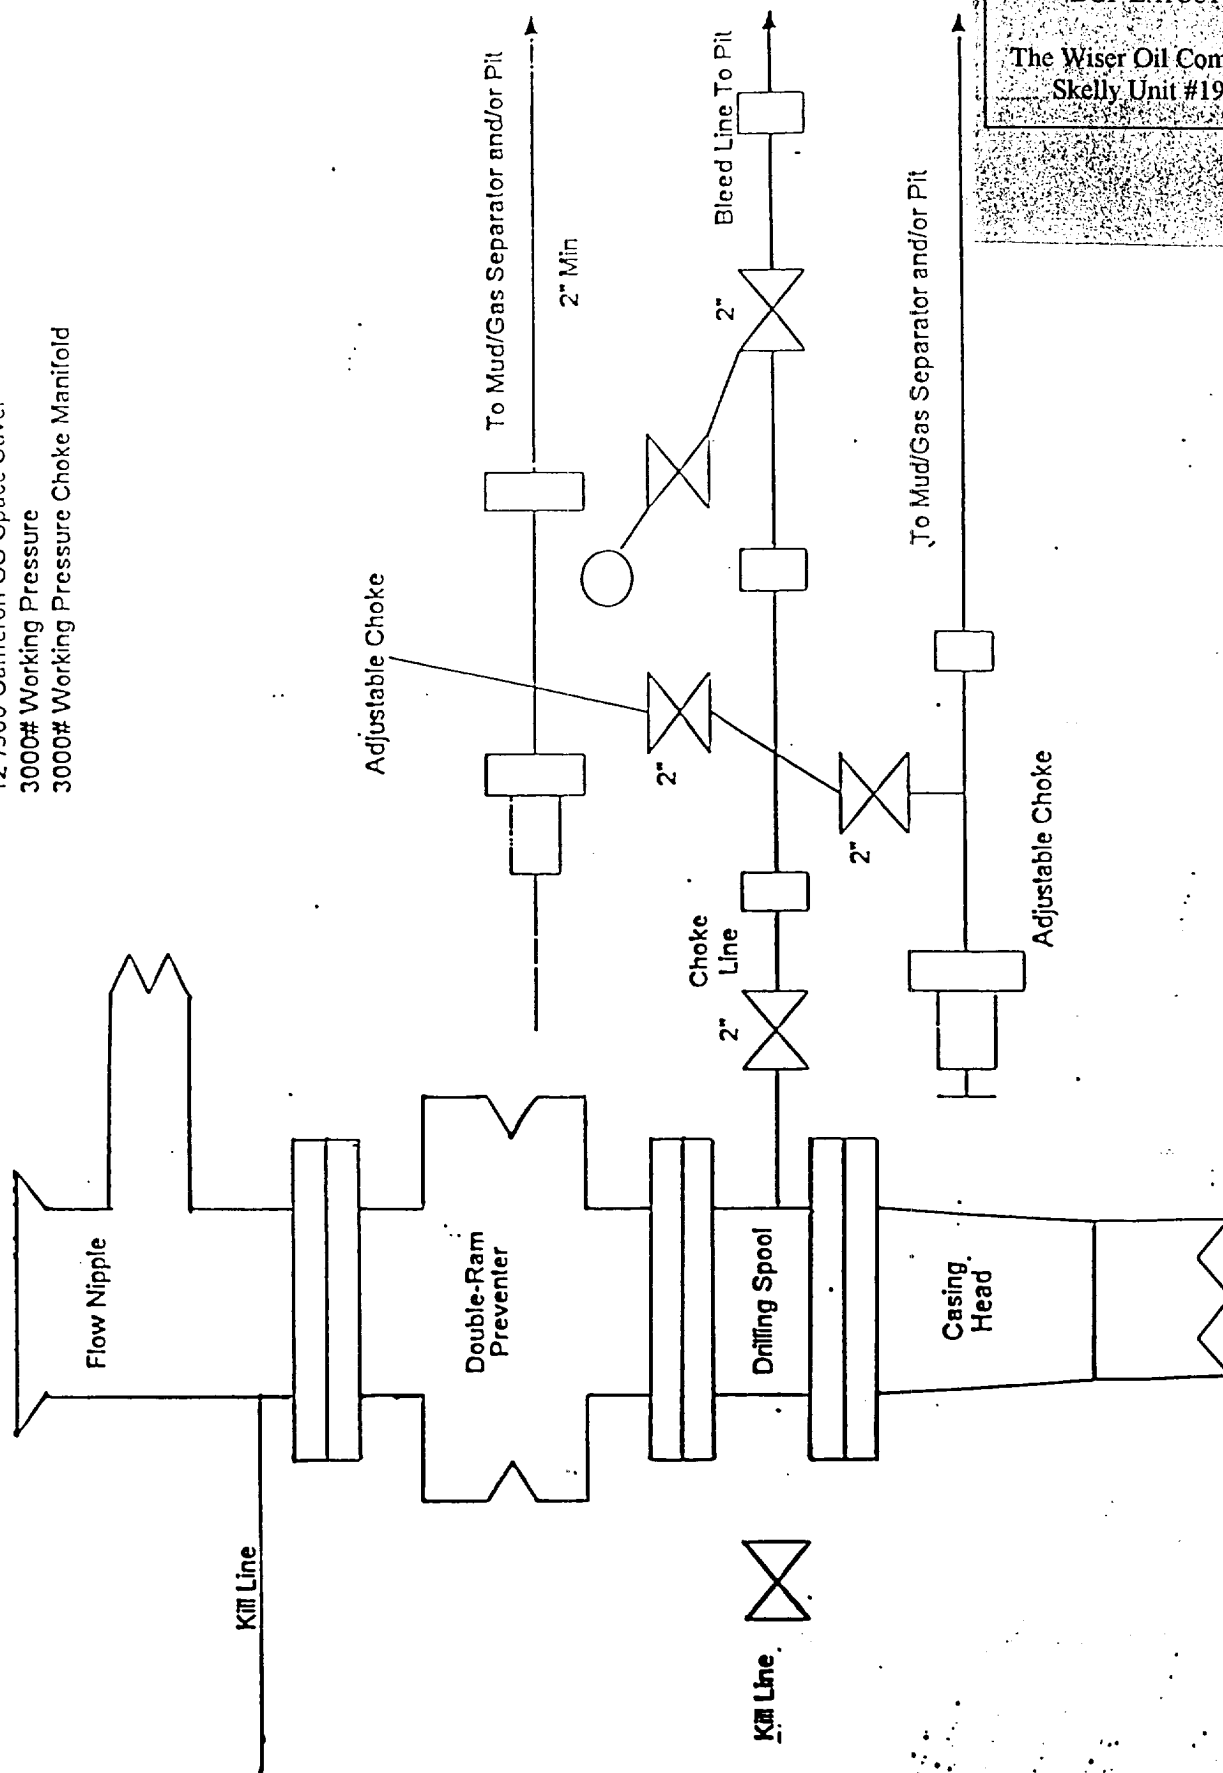 The Wiser Oil
Skelly Unit
3000# Working Pressure
3000# Working Pressure Choke Manifold
To Mud/Gas Separator and/or Pit
2" Min
Bleed Line To Pit
2"
To Mud/Gas Separator and/or Pit
Adjustable Choke
2"
2"
Adjustable Choke
Choke
Line
2"
Flow Nipple
Double-Ram
Preventer
Drilling Spool
Casing
Head
Kill Line
Kill Line